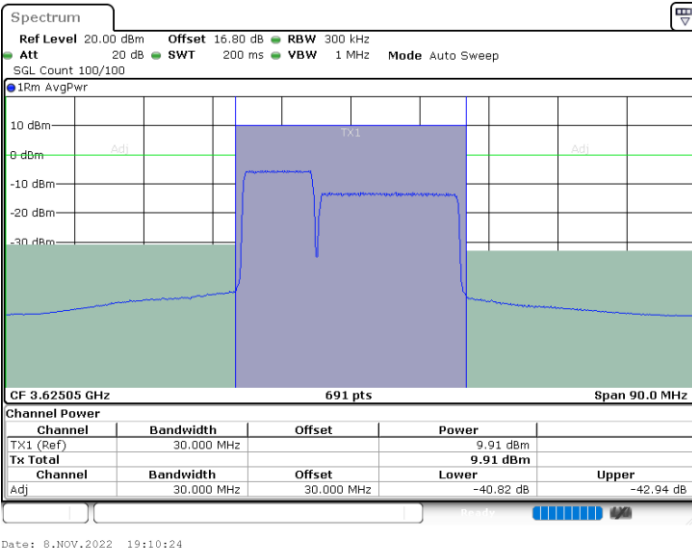 Spectrum
Ref Level 20.00 dBm Offset 16.80 dB RBW 300 kHz
Att 20 dB SWT 200 ms VBW 1 MHz Mode Auto Sweep
SGL Count 100/100
1Rm AvgPwr
10 dBm
TX1
Adj Adj
0 dBm
-10 dBm
-20 dBm
-30 dBm
CF 3.62505 GHz 691 pts Span 90.0 MHz
Channel Power
Channel Bandwidth Offset Power
TX1 (Ref) 30.000 MHz 9.91 dBm
Tx Total 9.91 dBm
Channel Bandwidth Offset Lower Upper
Adj 30.000 MHz 30.000 MHz -40.82 dB -42.94 dB
Ready
Date: 8.NOV.2022 19:10:24